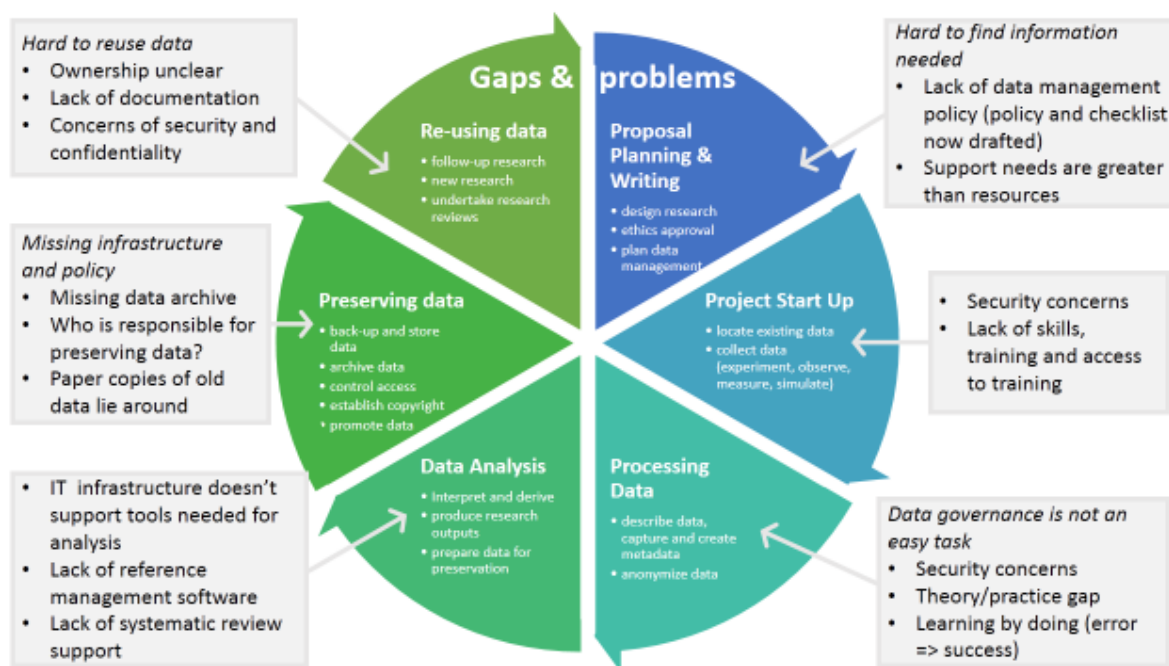 Gaps & problems
Hard to reuse data
• Ownership unclear
• Lack of documentation
• Concerns of security and
confidentiality
Re-using data
• follow-up research
• new research
• undertake research
reviews
Proposal
Planning &
Writing
• design research
• ethics approval
• plan data
management
Hard to find information
needed
• Lack of data management
policy (policy and checklist
now drafted)
• Support needs are greater
than resources
Missing infrastructure
and policy
• Missing data archive
• Who is responsible for
preserving data?
• Paper copies of old
data lie around
Preserving data
• back-up and store
data
• archive data
• control access
• establish copyright
• promote data
Project Start Up
• locate existing data
• collect data
(experiment, observe,
measure, simulate)
• Security concerns
• Lack of skills,
training and access
to training
• IT infrastructure doesn't
support tools needed for
analysis
• Lack of reference
management software
• Lack of systematic review
support
Data Analysis
• Interpret and derive
• produce research
outputs
• prepare data for
preservation
Processing
Data
• describe data,
capture and create
metadata
• anonymize data
Data governance is not an
easy task
• Security concerns
• Theory/practice gap
• Learning by doing (error
=> success)